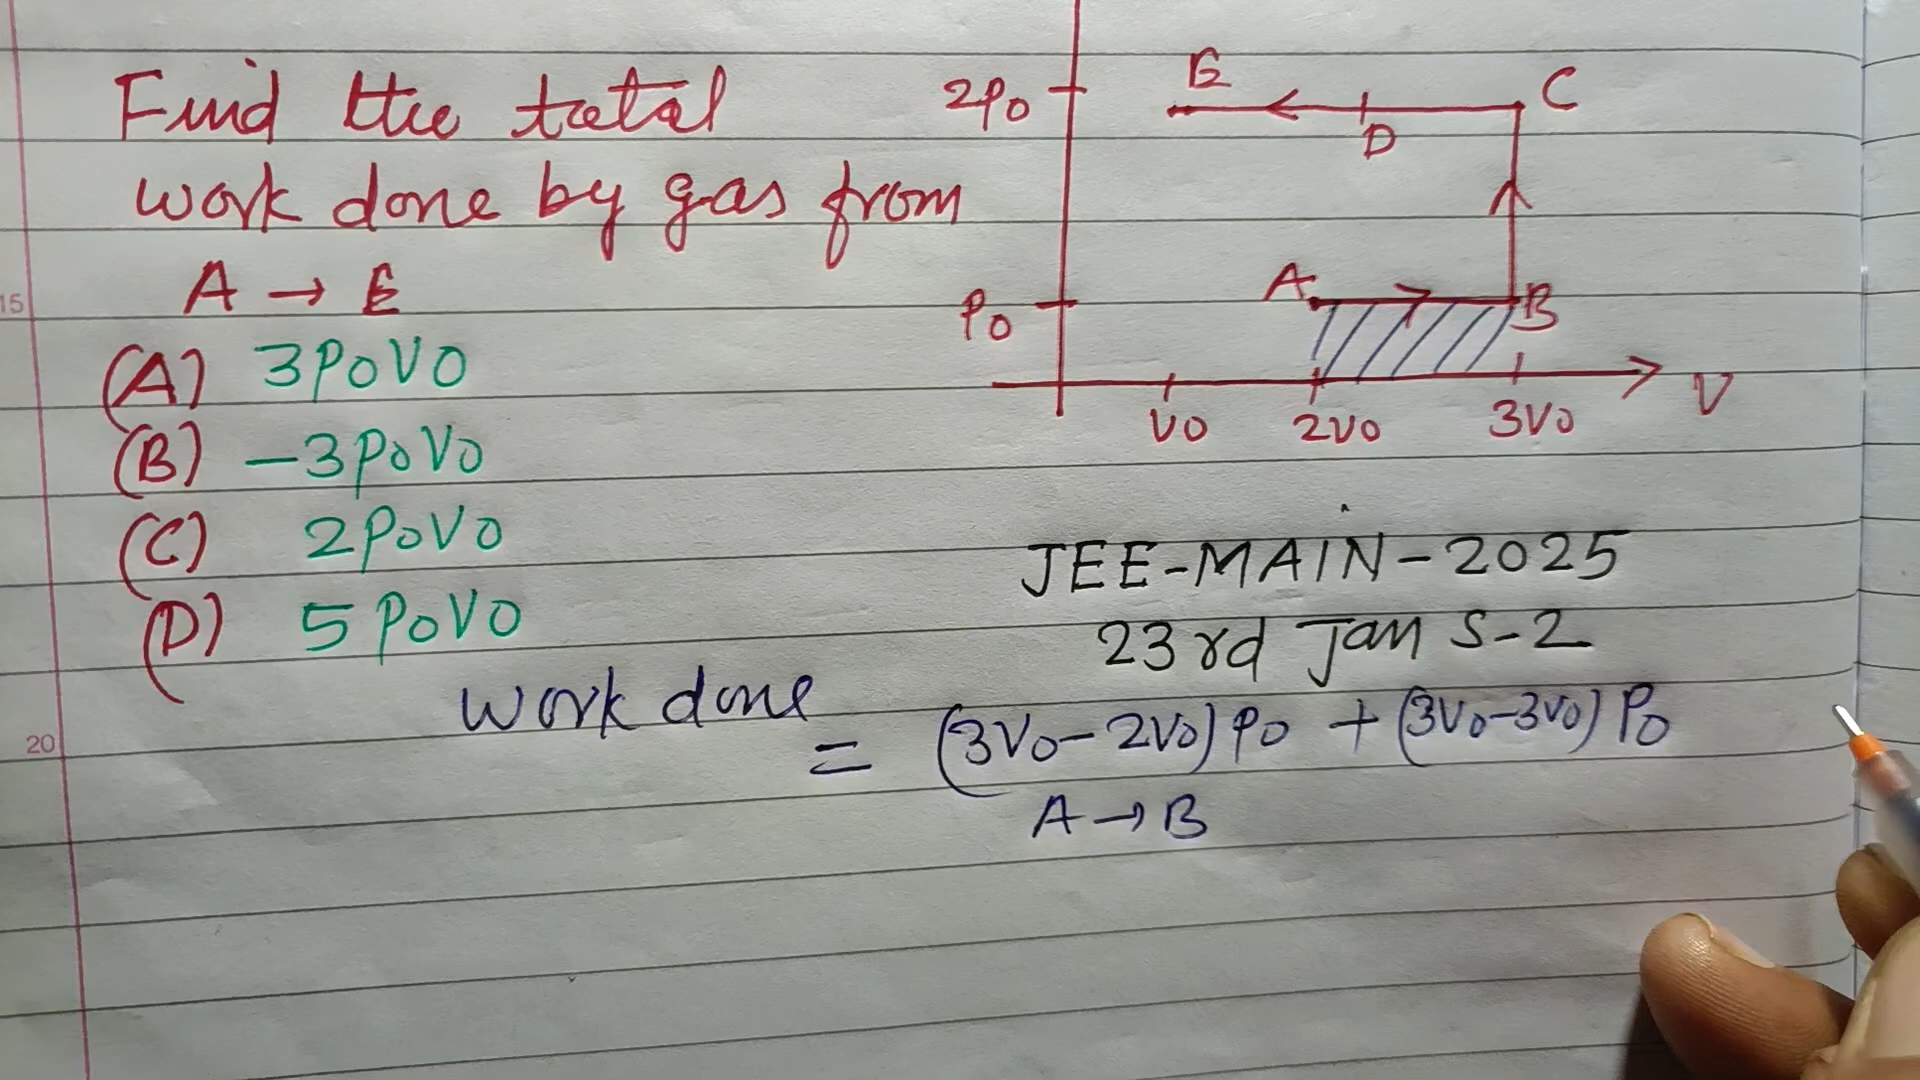 Find the total
work done by gas from
A → E
(A) 3P0V0
(B) -3P0V0
(C) 2P0V0
(D) 5P0V0
2P0
E
C
D
A
B
P0
V0
2V0
3V0
V
JEE-MAIN-2025
23rd Jan S-2
work done
= (3V0-2V0)P0 + (3V0-3V0)P0
A → B
15
20